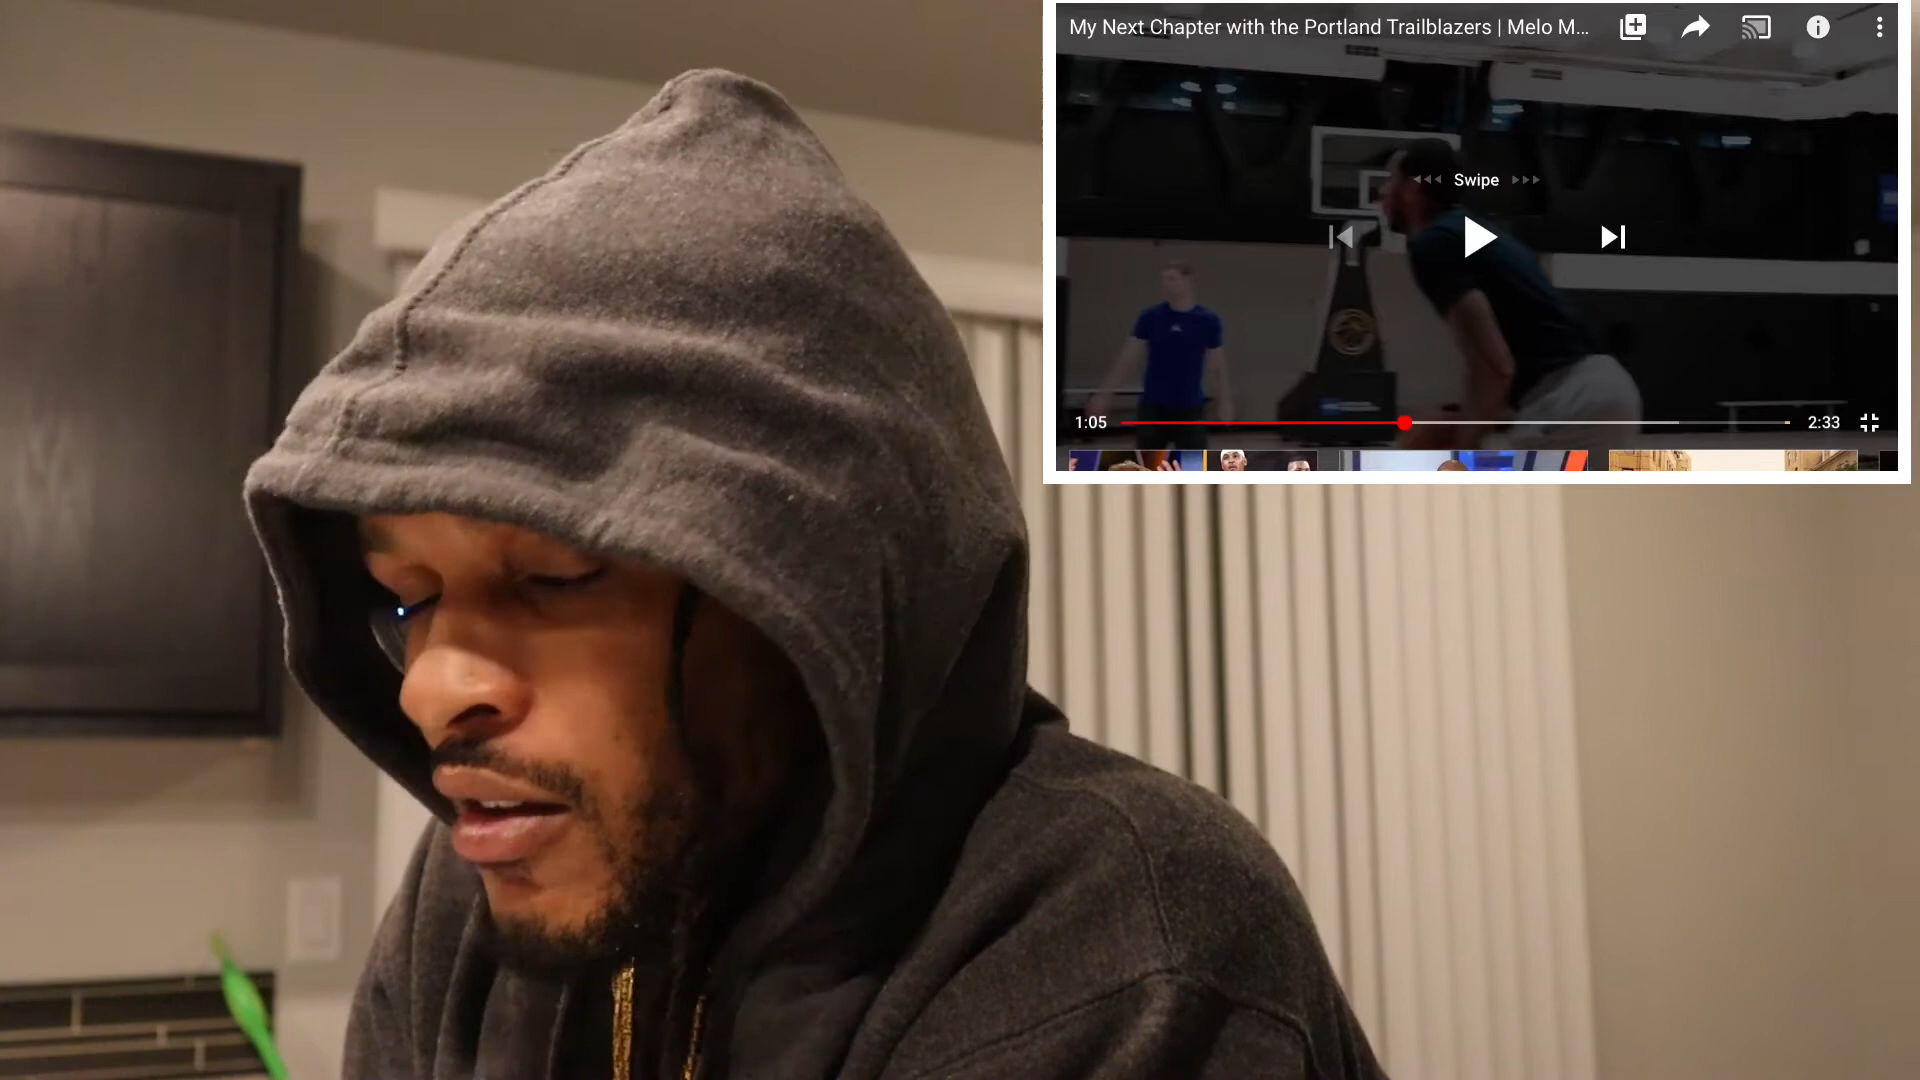 My Next Chapter with the Portland Trailblazers | Melo M...
Swipe
1:05
2:33